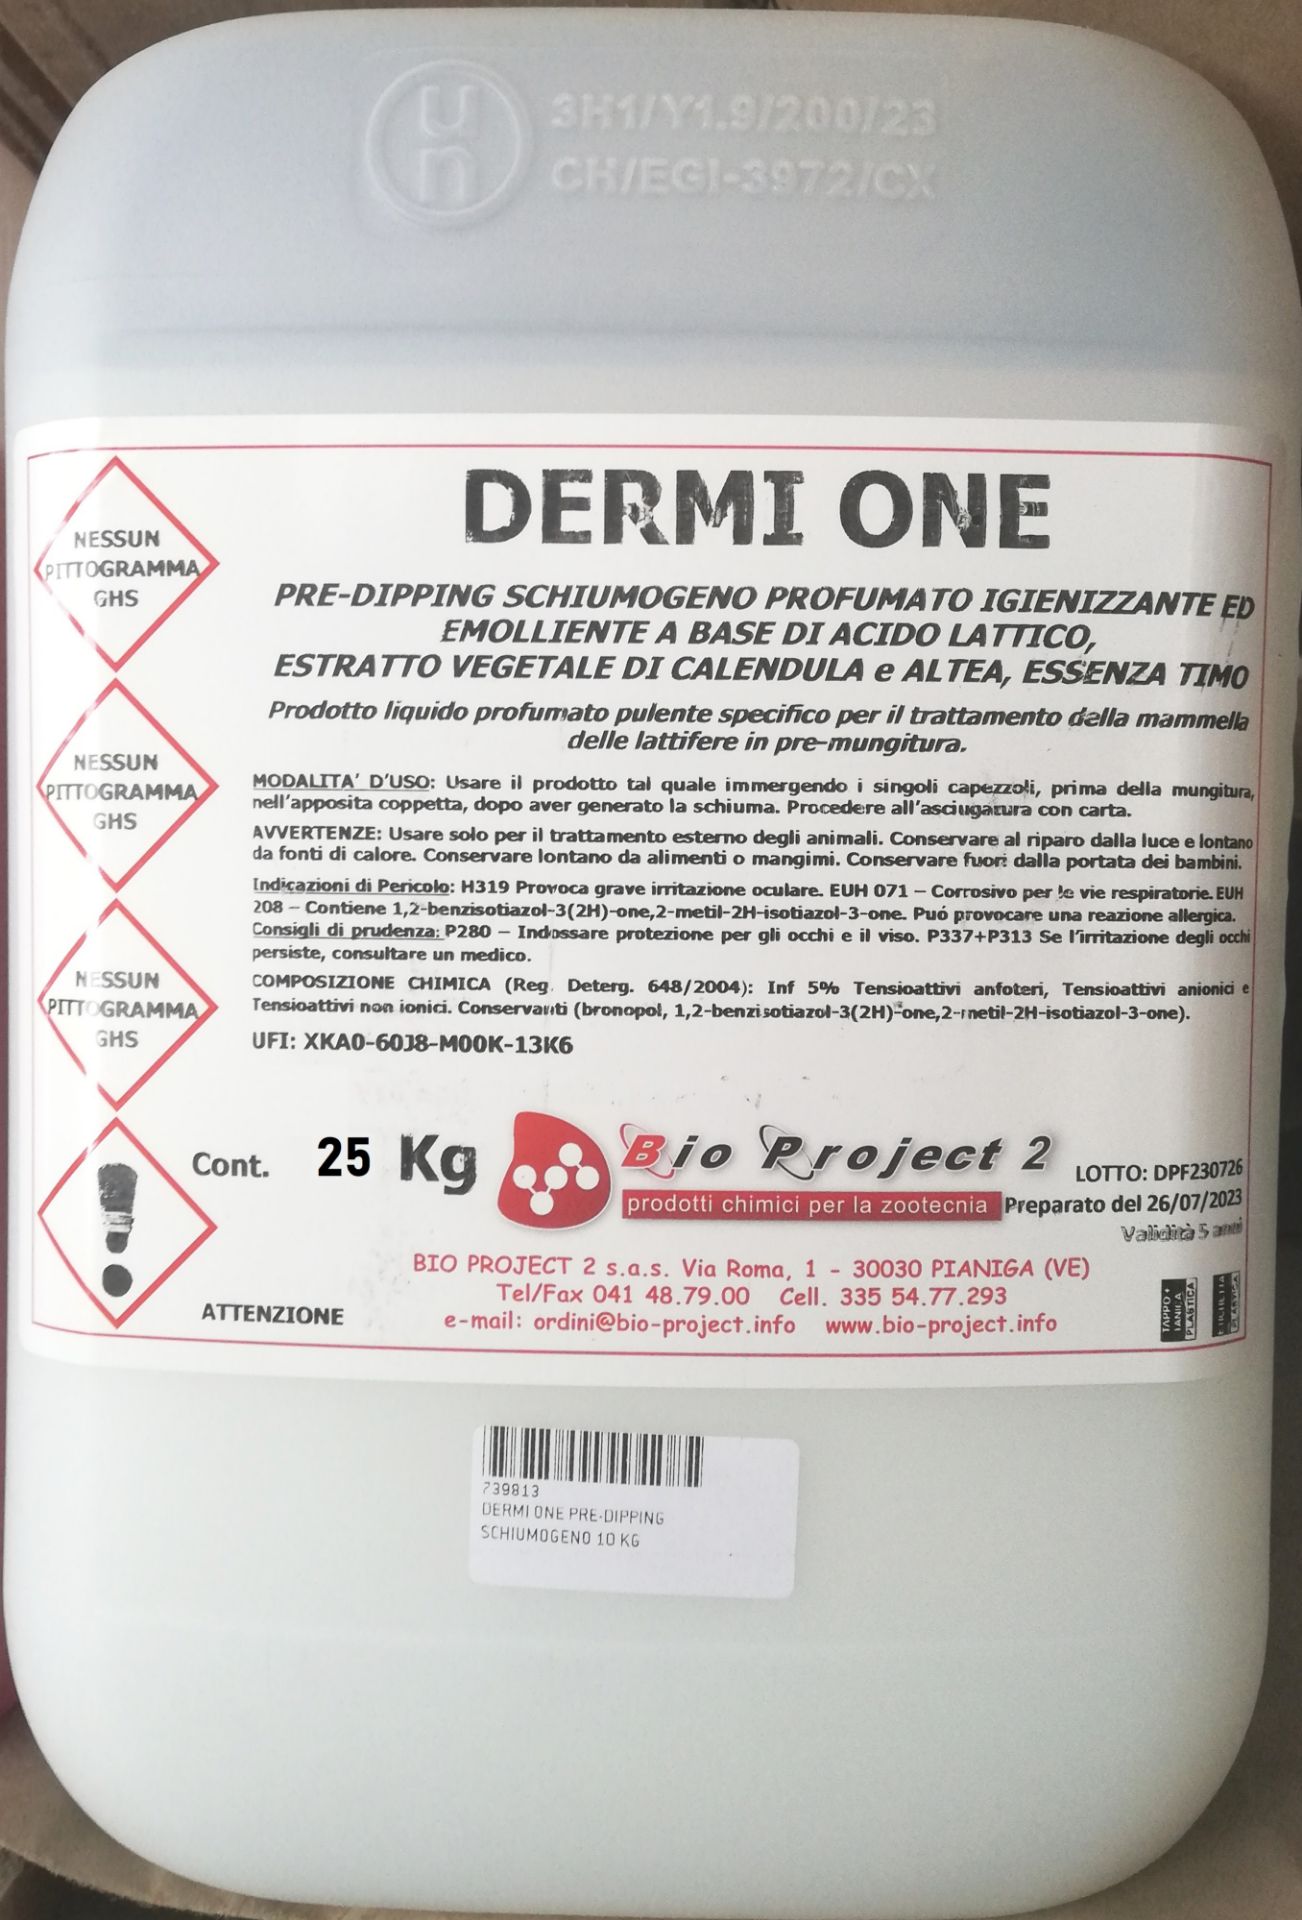 un
3H1/Y1.9/200/23
CH/EGI-3972/CX
DERMI ONE
PRE-DIPPING SCHIUMOGENO PROFUMATO IGIENIZZANTE ED
EMOLLIENTE A BASE DI ACIDO LATTICO,
ESTRATTO VEGETALE DI CALENDULA e ALTEA, ESSENZA TIMO
Prodotto liquido profumato pulente specifico per il trattamento della mammella
delle lattifere in pre-mungitura.
MODALITA' D'USO: Usare il prodotto tal quale immergendo i singoli capezzoli, prima della mungitura,
nell'apposita coppetta, dopo aver generato la schiuma. Procedere all'asciugatura con carta.
AVVERTENZE: Usare solo per il trattamento esterno degli animali. Conservare al riparo dalla luce e lontano
da fonti di calore. Conservare lontano da alimenti o mangimi. Conservare fuori dalla portata dei bambini.
Indicazioni di Pericolo: H319 Provoca grave irritazione oculare. EUH 071 – Corrosivo per le vie respiratorie. EUH
208 – Contiene 1,2-benzisotiazol-3(2H)-one,2-metil-2H-isotiazol-3-one. Puó provocare una reazione allergica.
Consigli di prudenza: P280 – Indossare protezione per gli occhi e il viso. P337+P313 Se l'irritazione degli occhi
persiste, consultare un medico.
COMPOSIZIONE CHIMICA (Reg. Deterg. 648/2004): Inf 5% Tensioattivi anfoteri, Tensioattivi anionici e
Tensioattivi non ionici. Conservanti (bronopol, 1,2-benzisotiazol-3(2H)-one,2-metil-2H-isotiazol-3-one).
UFI: XKA0-60J8-M00K-13K6
NESSUN
PITTOGRAMMA
GHS
NESSUN
PITTOGRAMMA
GHS
NESSUN
PITTOGRAMMA
GHS
Cont. 25 Kg
Bio Project 2
prodotti chimici per la zootecnia
LOTTO: DPF230726
Preparato del 26/07/2023
Validità 5 anni
BIO PROJECT 2 s.a.s. Via Roma, 1 - 30030 PIANIGA (VE)
Tel/Fax 041 48.79.00 Cell. 335 54.77.293
e-mail: ordini@bio-project.info www.bio-project.info
ATTENZIONE
TAPPO +
TANICA
PLASTICA
ETICHETTA
PLASTICA
739813
DERMI ONE PRE-DIPPING
SCHIUMOGENO 10 KG